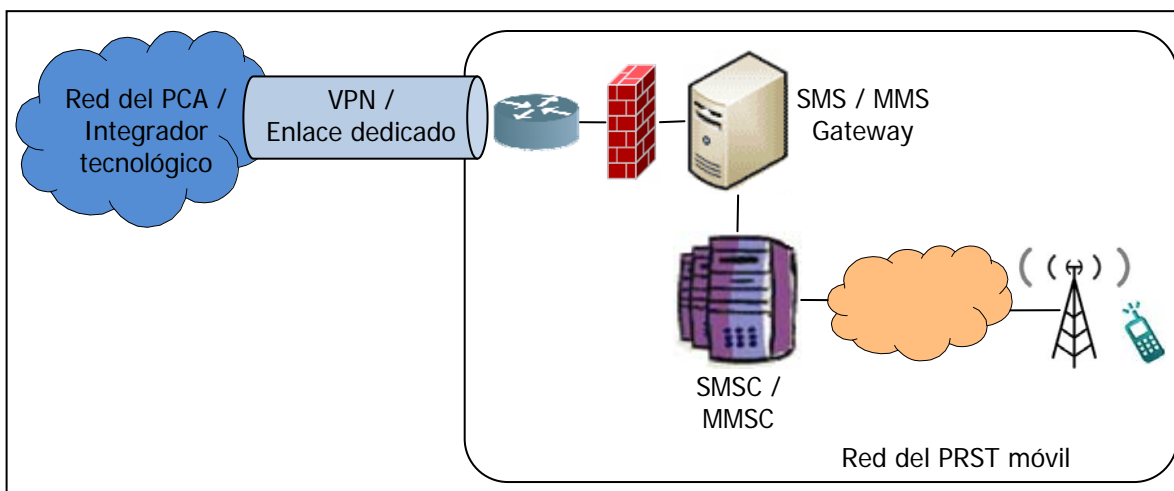 Red del PCA /
Integrador
tecnológico
VPN /
Enlace dedicado
SMS / MMS
Gateway
SMSC /
MMSC
Red del PRST móvil